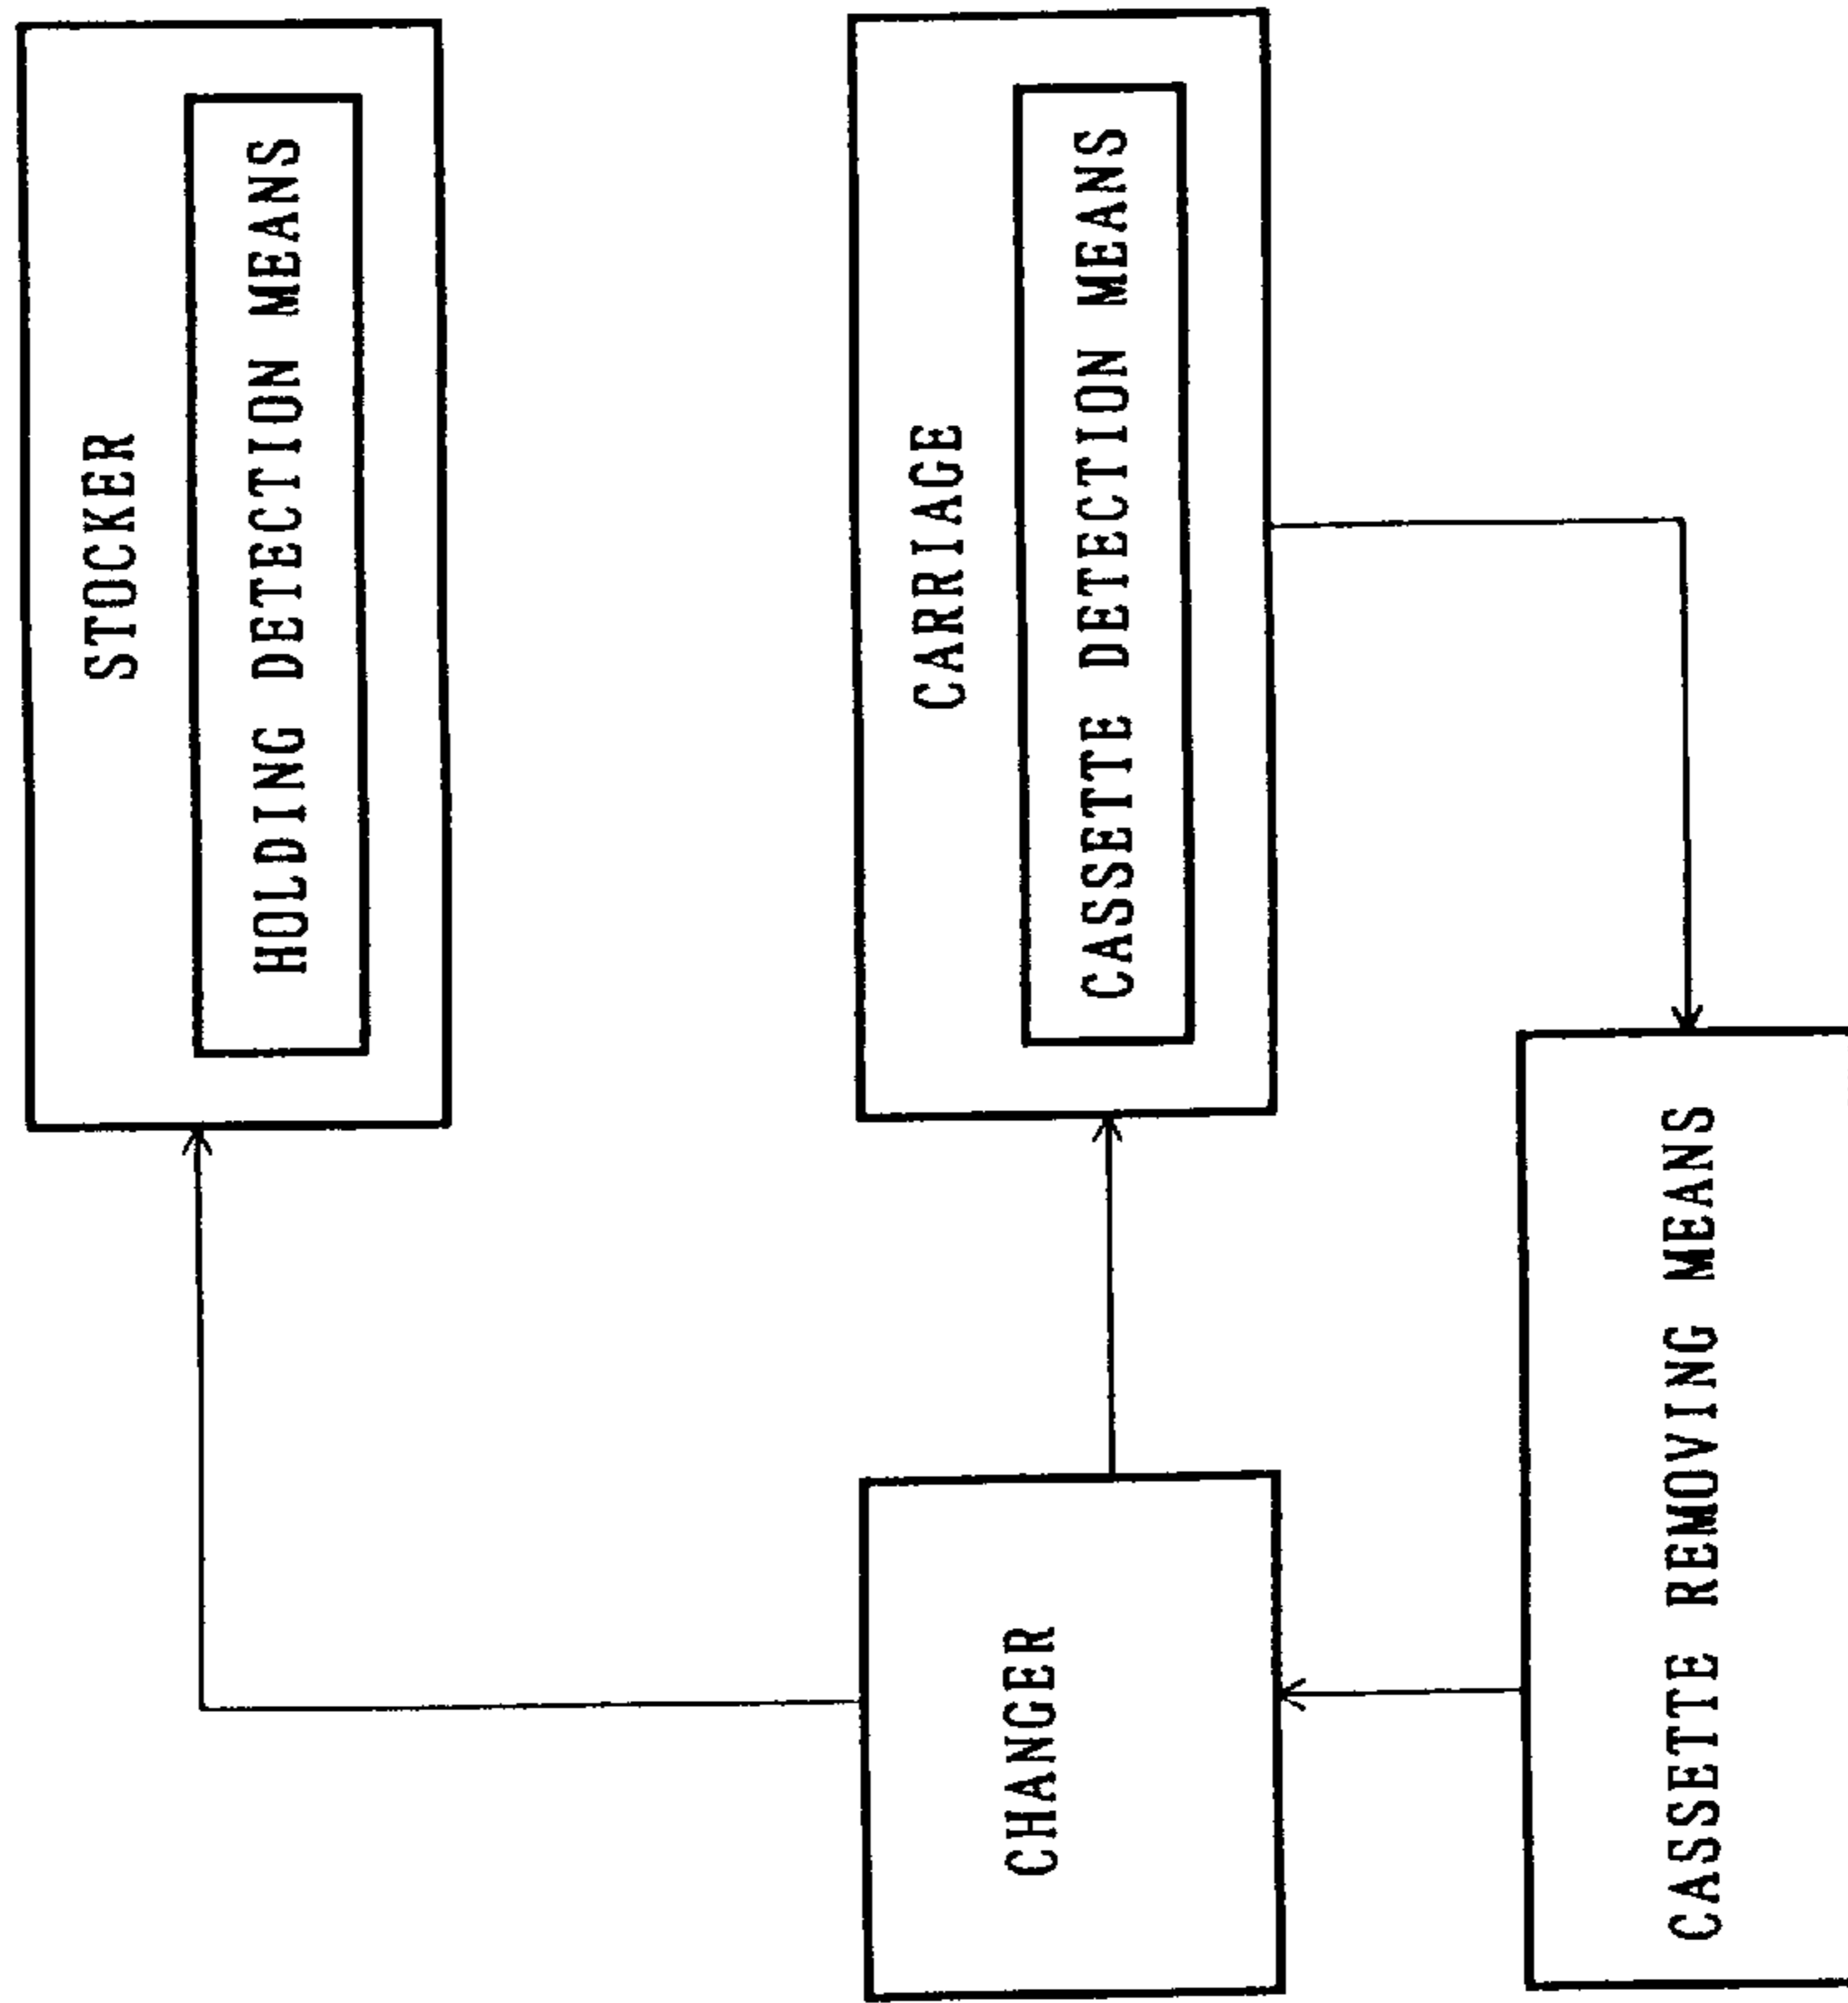 STOCKER
HOLDING DETECTION MEANS
CARRIAGE
CASSETTE DETECTION MEANS
CHANGER
CASSETTE REMOVING MEANS